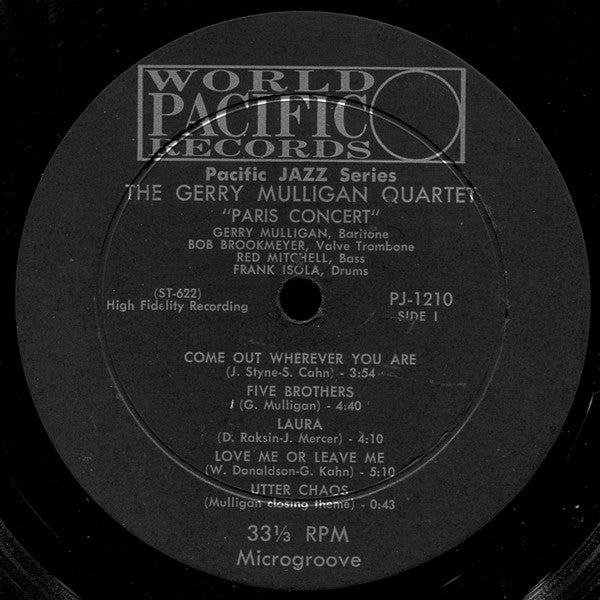 WORLD
PACIFIC
RECORDS
Pacific JAZZ Series
THE GERRY MULLIGAN QUARTET
"PARIS CONCERT"
GERRY MULLIGAN, Baritone
BOB BROOKMEYER, Valve Trombone
RED MITCHELL, Bass
FRANK ISOLA, Drums
(ST-622)
High Fidelity Recording
PJ-1210
SIDE I
COME OUT WHEREVER YOU ARE
(J. Styne-S. Cahn) - 3:54
FIVE BROTHERS
(G. Mulligan) - 4:40
LAURA
(D. Raksin-J. Mercer) - 4:10
LOVE ME OR LEAVE ME
(W. Donaldson-G. Kahn) - 5:10
UTTER CHAOS
(Mulligan closing theme) - 0:43
33⅓ RPM
Microgroove